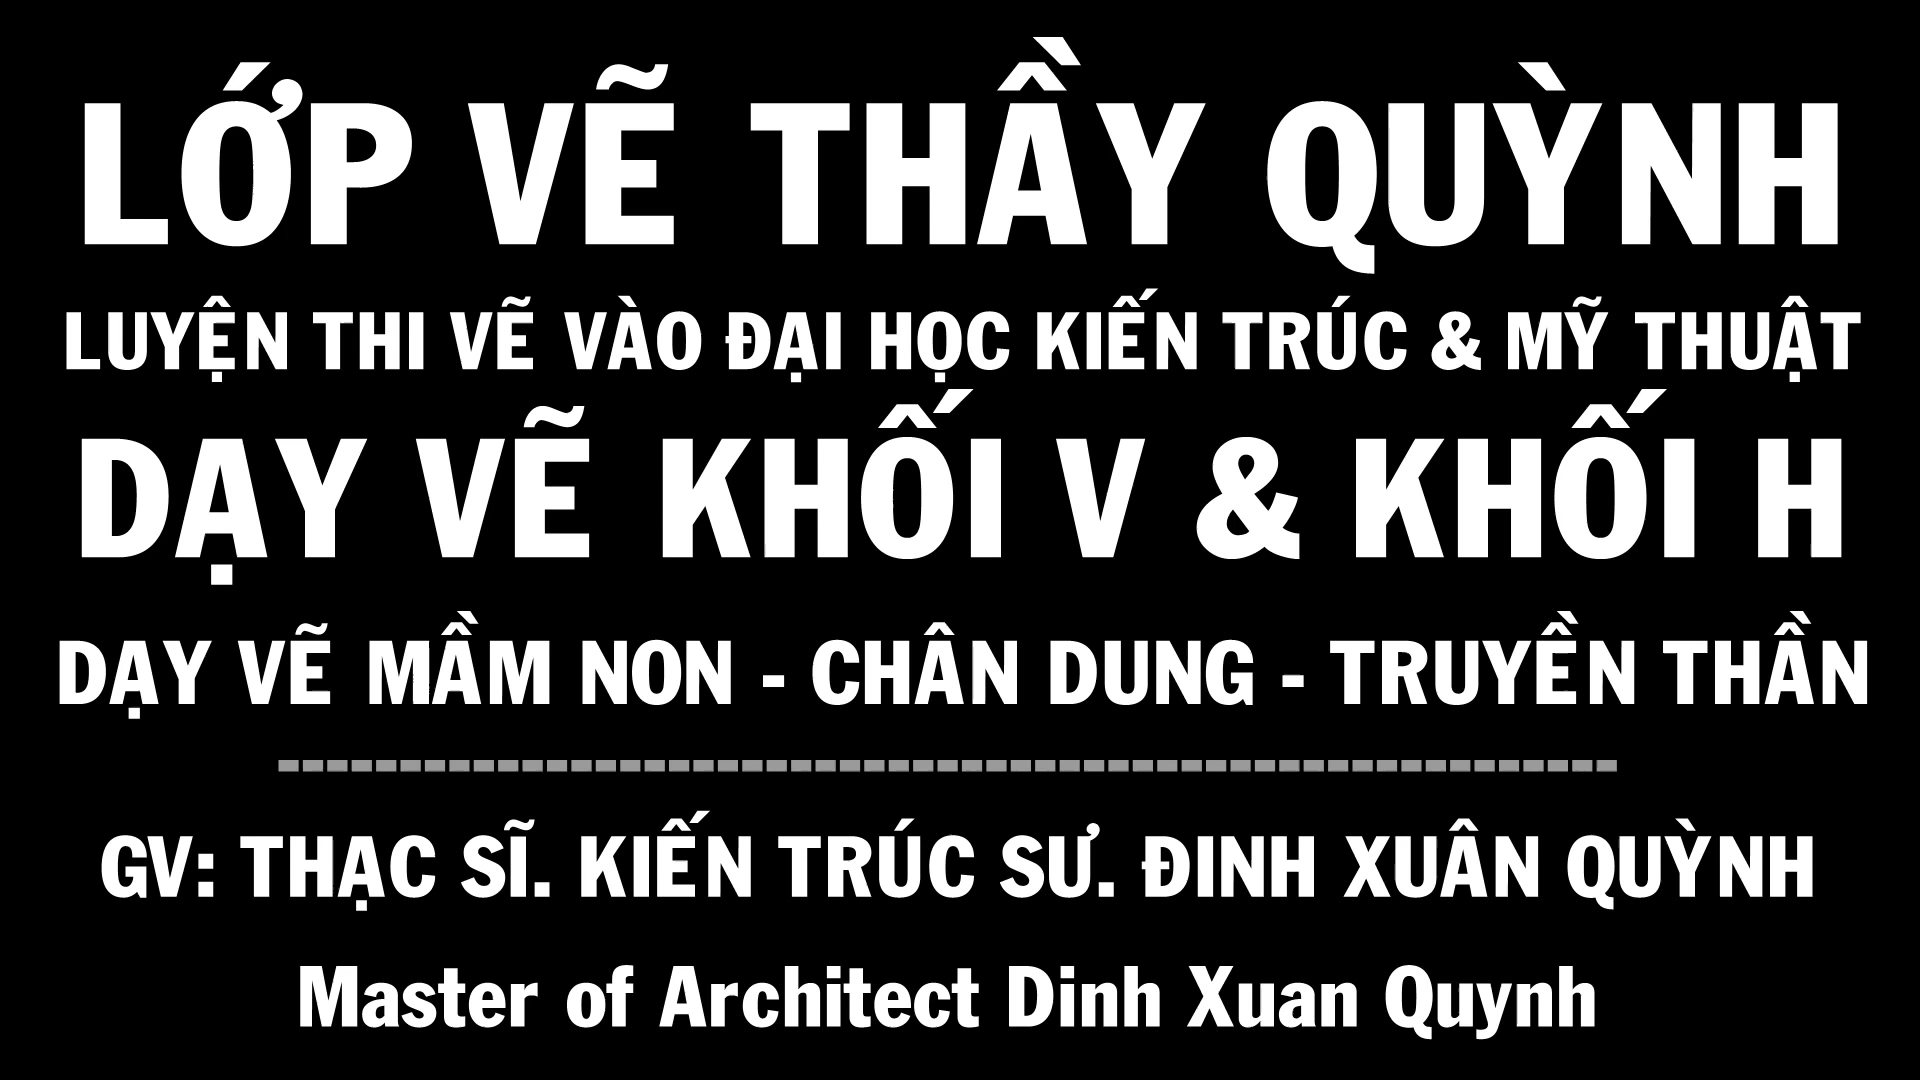 LỚP VẼ THẦY QUỲNH
LUYỆN THI VẼ VÀO ĐẠI HỌC KIẾN TRÚC & MỸ THUẬT
DẠY VẼ KHỐI V & KHỐI H
DẠY VẼ MẦM NON - CHÂN DUNG - TRUYỀN THẦN
GV: THẠC SĨ. KIẾN TRÚC SƯ. ĐINH XUÂN QUỲNH
Master of Architect Dinh Xuan Quynh